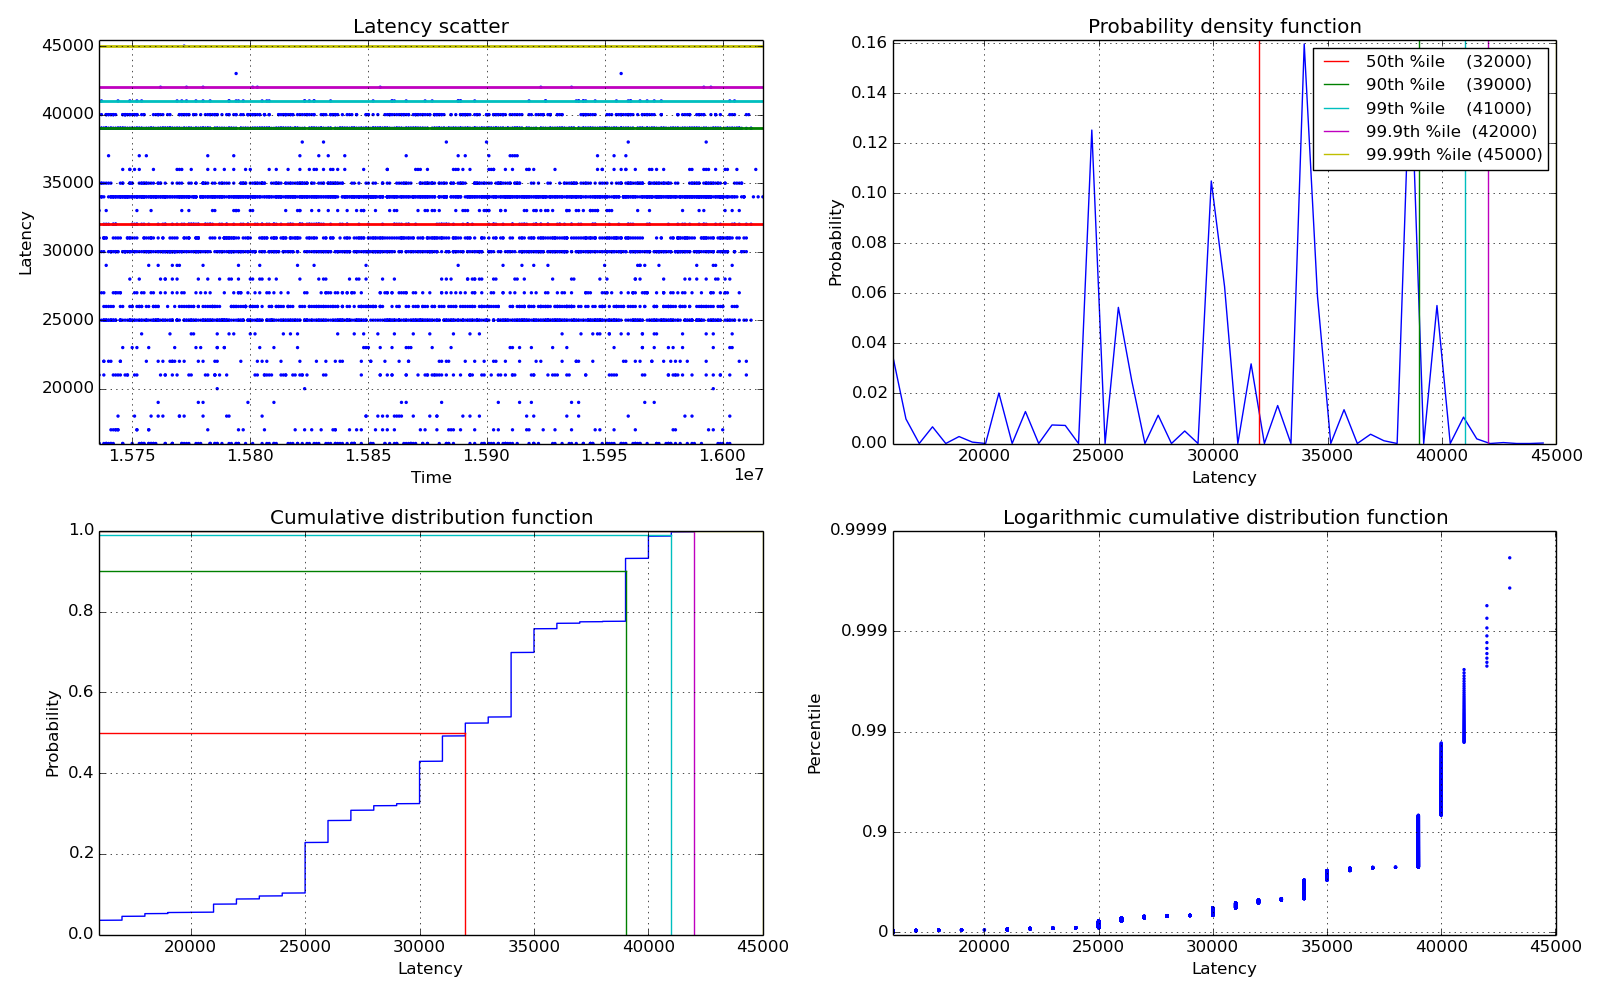 Latency scatter
45000
40000
35000
30000
25000
20000
Latency
1.575
1.580
1.585
1.590
1.595
1.600
1e7
Time
Probability density function
0.16
0.14
0.12
0.10
0.08
0.06
0.04
0.02
0.00
Probability
50th %ile (32000)
90th %ile (39000)
99th %ile (41000)
99.9th %ile (42000)
99.99th %ile (45000)
20000
25000
30000
35000
40000
45000
Latency
Cumulative distribution function
1.0
0.8
0.6
0.4
0.2
0.0
Probability
20000
25000
30000
35000
40000
45000
Latency
Logarithmic cumulative distribution function
0.9999
0.999
0.99
0.9
0
Percentile
20000
25000
30000
35000
40000
45000
Latency